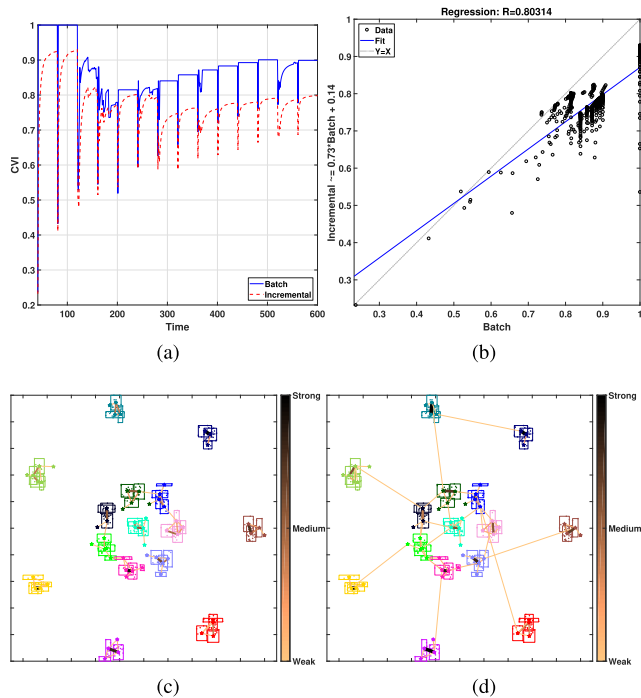 1
0.9
0.8
0.7
0.6
0.5
0.4
0.3
0.2
CVI
100 200 300 400 500 600
Time
Batch
Incremental
(a)
Regression: R=0.80314
Data
Fit
Y=X
1
0.9
0.8
0.7
0.6
0.5
0.4
0.3
Incremental ~= 0.73*Batch + 0.14
0.3 0.4 0.5 0.6 0.7 0.8 0.9 1
Batch
(b)
Strong
Medium
Weak
(c)
Strong
Medium
Weak
(d)